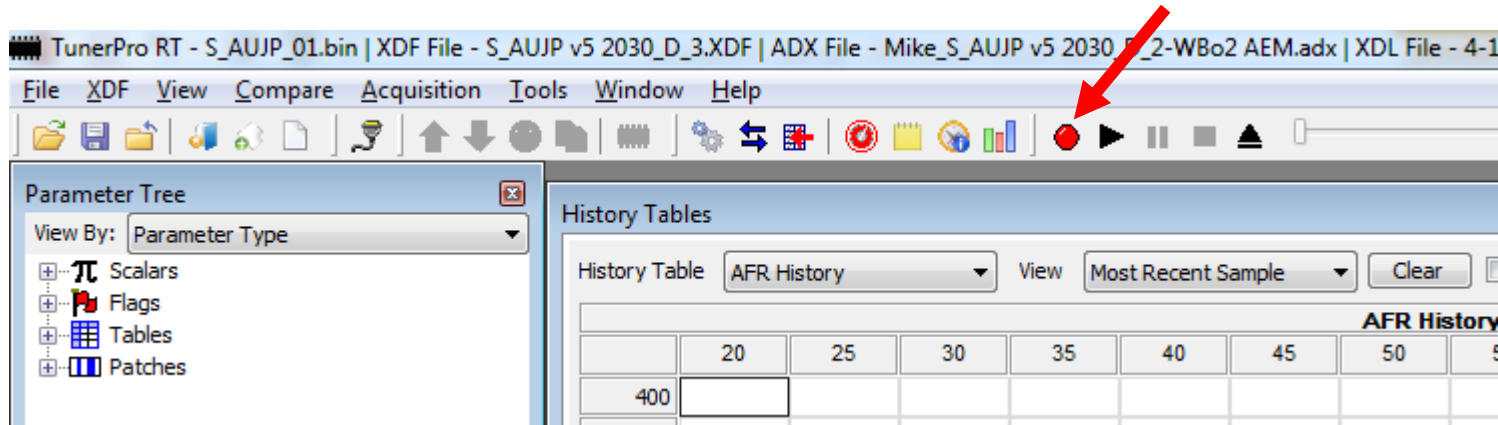 TunerPro RT - S_AUJP_01.bin | XDF File - S_AUJP v5 2030_D_3.XDF | ADX File - Mike_S_AUJP v5 2030_D_2-WBo2 AEM.adx | XDL File - 4-1
File XDF View Compare Acquisition Tools Window Help
Parameter Tree
View By: Parameter Type
Scalars
Flags
Tables
Patches
History Tables
History Table AFR History View Most Recent Sample Clear
AFR History
20 25 30 35 40 45 50
400